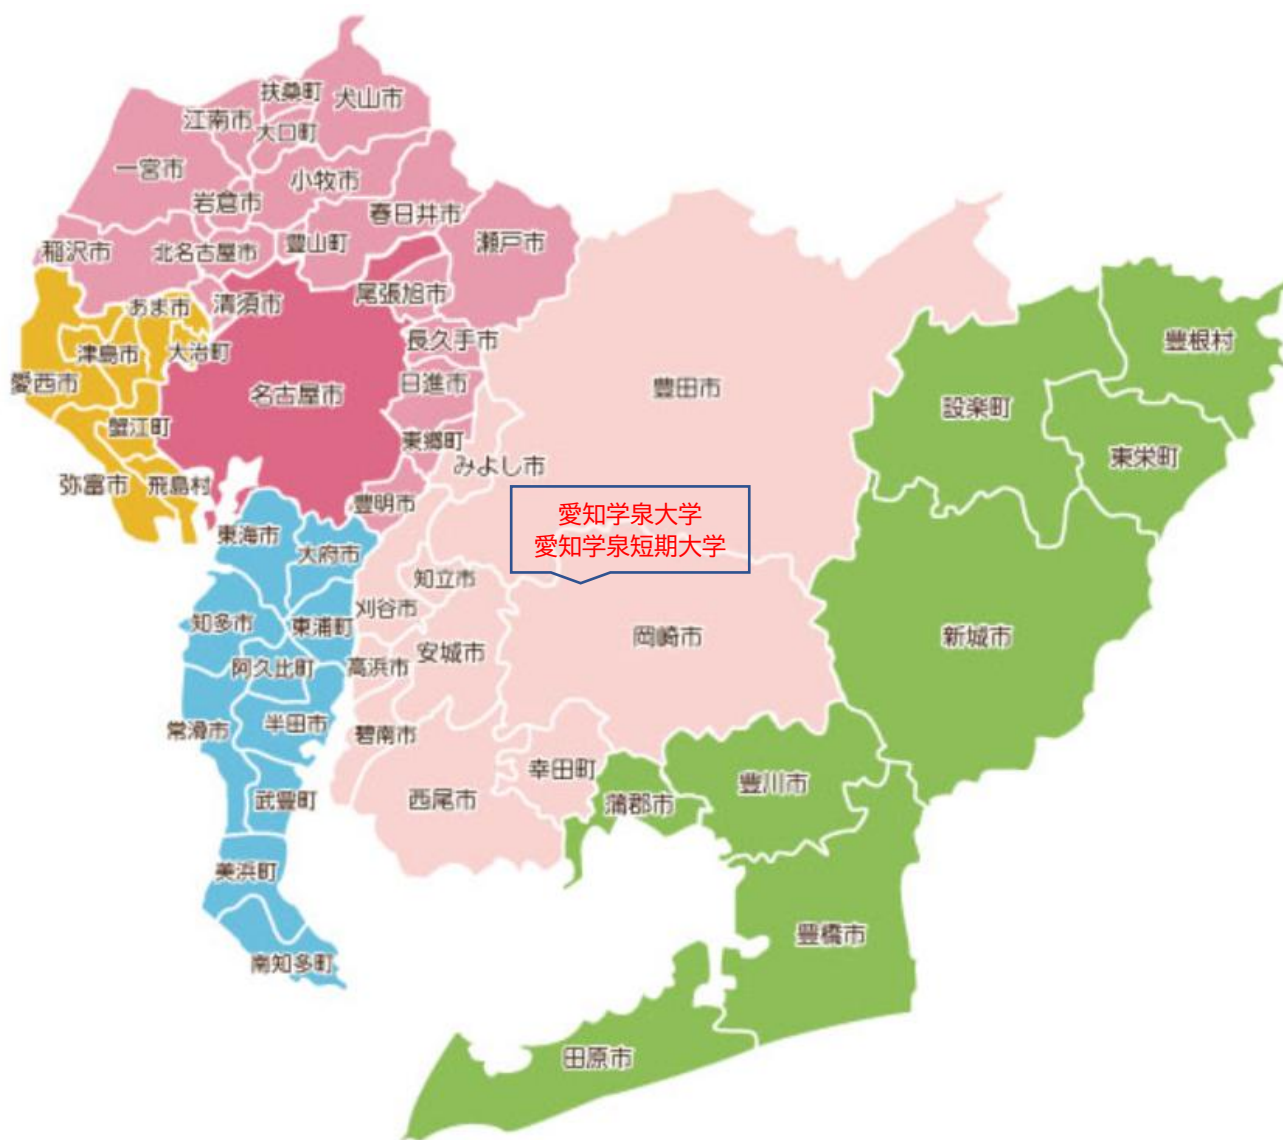 扶桑町
犬山市
江南市
大口町
一宮市
小牧市
岩倉市
春日井市
稲沢市
北名古屋市
豊山町
瀬戸市
あま市
清須市
尾張旭市
津島市
大治町
長久手市
豊根村
愛西市
名古屋市
日進市
豊田市
設楽町
蟹江町
東郷町
みよし市
東栄町
弥富市
飛島村
豊明市
愛知学泉大学
愛知学泉短期大学
東海市
大府市
知立市
知多市
東浦町
刈谷市
岡崎市
新城市
阿久比町
高浜市
安城市
常滑市
半田市
碧南市
武豊町
西尾市
幸田町
蒲郡市
豊川市
美浜町
豊橋市
南知多町
田原市